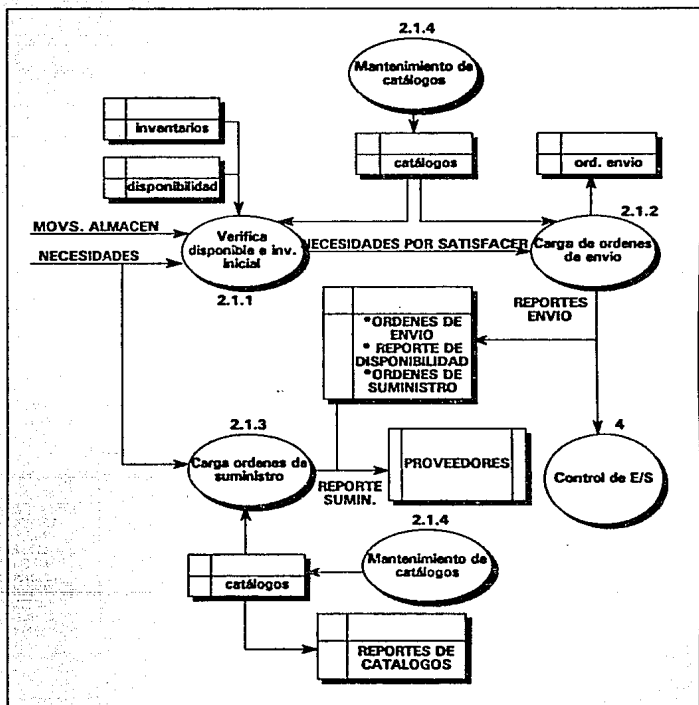 2.1.4
Mantenimiento de
catálogos
inventarios
disponibilidad
catálogos
ord. envio
MOVS. ALMACEN
NECESIDADES
Verifica
disponible e inv.
inicial
2.1.1
NECESIDADES POR SATISFACER
2.1.2
Carga de ordenes
de envio
REPORTES
ENVIO
*ORDENES DE
ENVIO
* REPORTE DE
DISPONIBILIDAD
*ORDENES DE
SUMINISTRO
2.1.3
Carga ordenes de
suministro
REPORTE
SUMIN.
PROVEEDORES
4
Control de E/S
2.1.4
Mantenimiento de
catálogos
catálogos
REPORTES DE
CATALOGOS